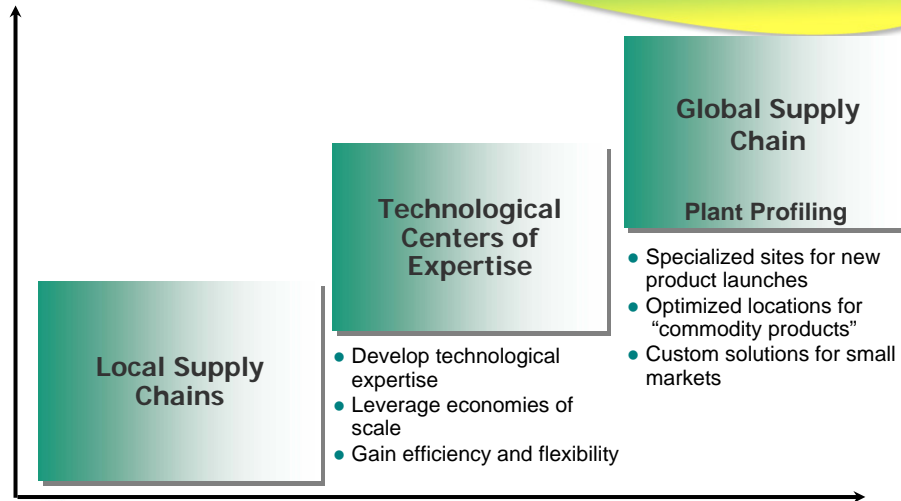 Local Supply
Chains
Technological
Centers of
Expertise
• Develop technological
expertise
• Leverage economies of
scale
• Gain efficiency and flexibility
Global Supply
Chain
Plant Profiling
• Specialized sites for new
product launches
• Optimized locations for
“commodity products”
• Custom solutions for small
markets